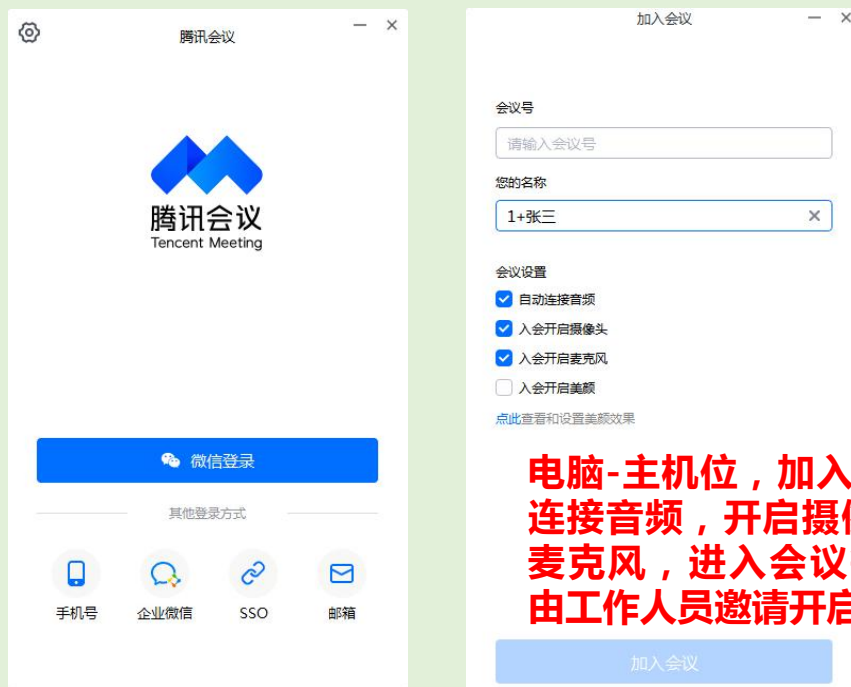 腾讯会议
腾讯会议
Tencent Meeting
微信登录
其他登录方式
手机号
企业微信
SSO
邮箱
加入会议
会议号
请输入会议号
您的名称
1+张三
会议设置
自动连接音频
入会开启摄像头
入会开启麦克风
入会开启美颜
点此查看和设置美颜效果
电脑-主机位，加入
连接音频，开启摄
麦克风，进入会议
由工作人员邀请开启
加入会议